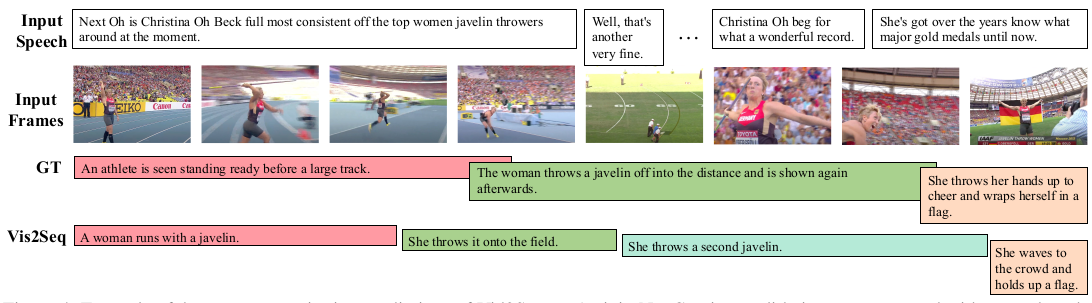 Input
Speech
Next Oh is Christina Oh Beck full most consistent off the top women javelin throwers
around at the moment.
Well, that's
another
very fine.
...
Christina Oh beg for
what a wonderful record.
She's got over the years know what
major gold medals until now.
Input
Frames
SEIKO
Canon
Canon
TOYOTA
GT
An athlete is seen standing ready before a large track.
The woman throws a javelin off into the distance and is shown again
afterwards.
She throws her hands up to
cheer and wraps herself in a
flag.
Vis2Seq
A woman runs with a javelin.
She throws it onto the field.
She throws a second javelin.
She waves to
the crowd and
holds up a flag.